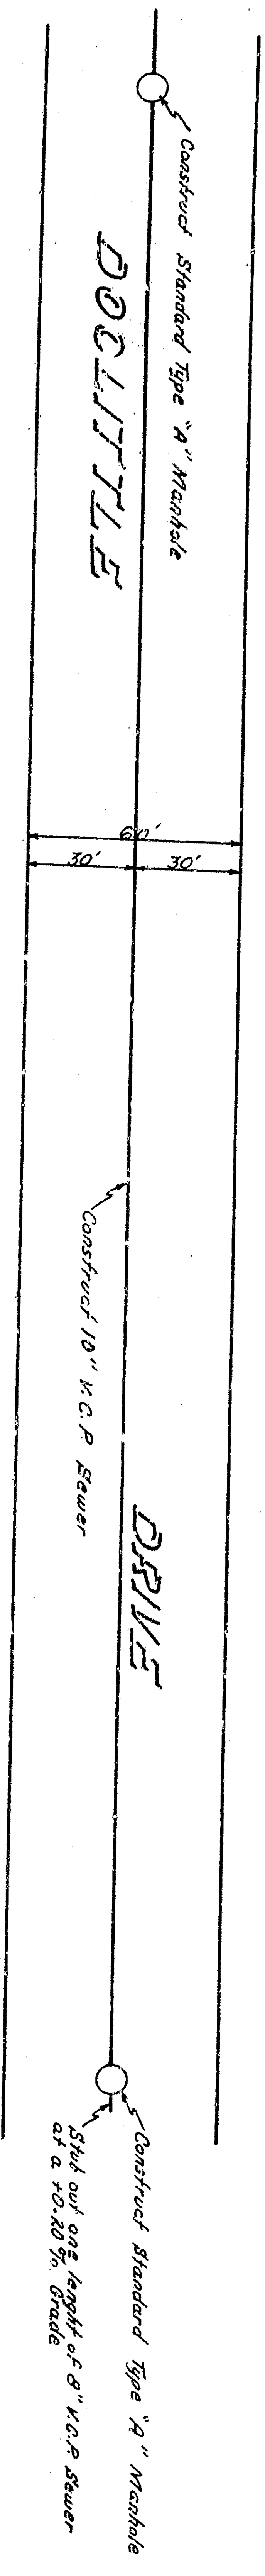 Construct Standard Type "A" Manhole
DOOLITTLE
60'
30'
30'
Construct 10" V.C.P. Sewer
DRIVE
Construct Standard Type "A" Manhole
Stub out one lenght of 8" V.C.P. Sewer
at a +0.20% Grade